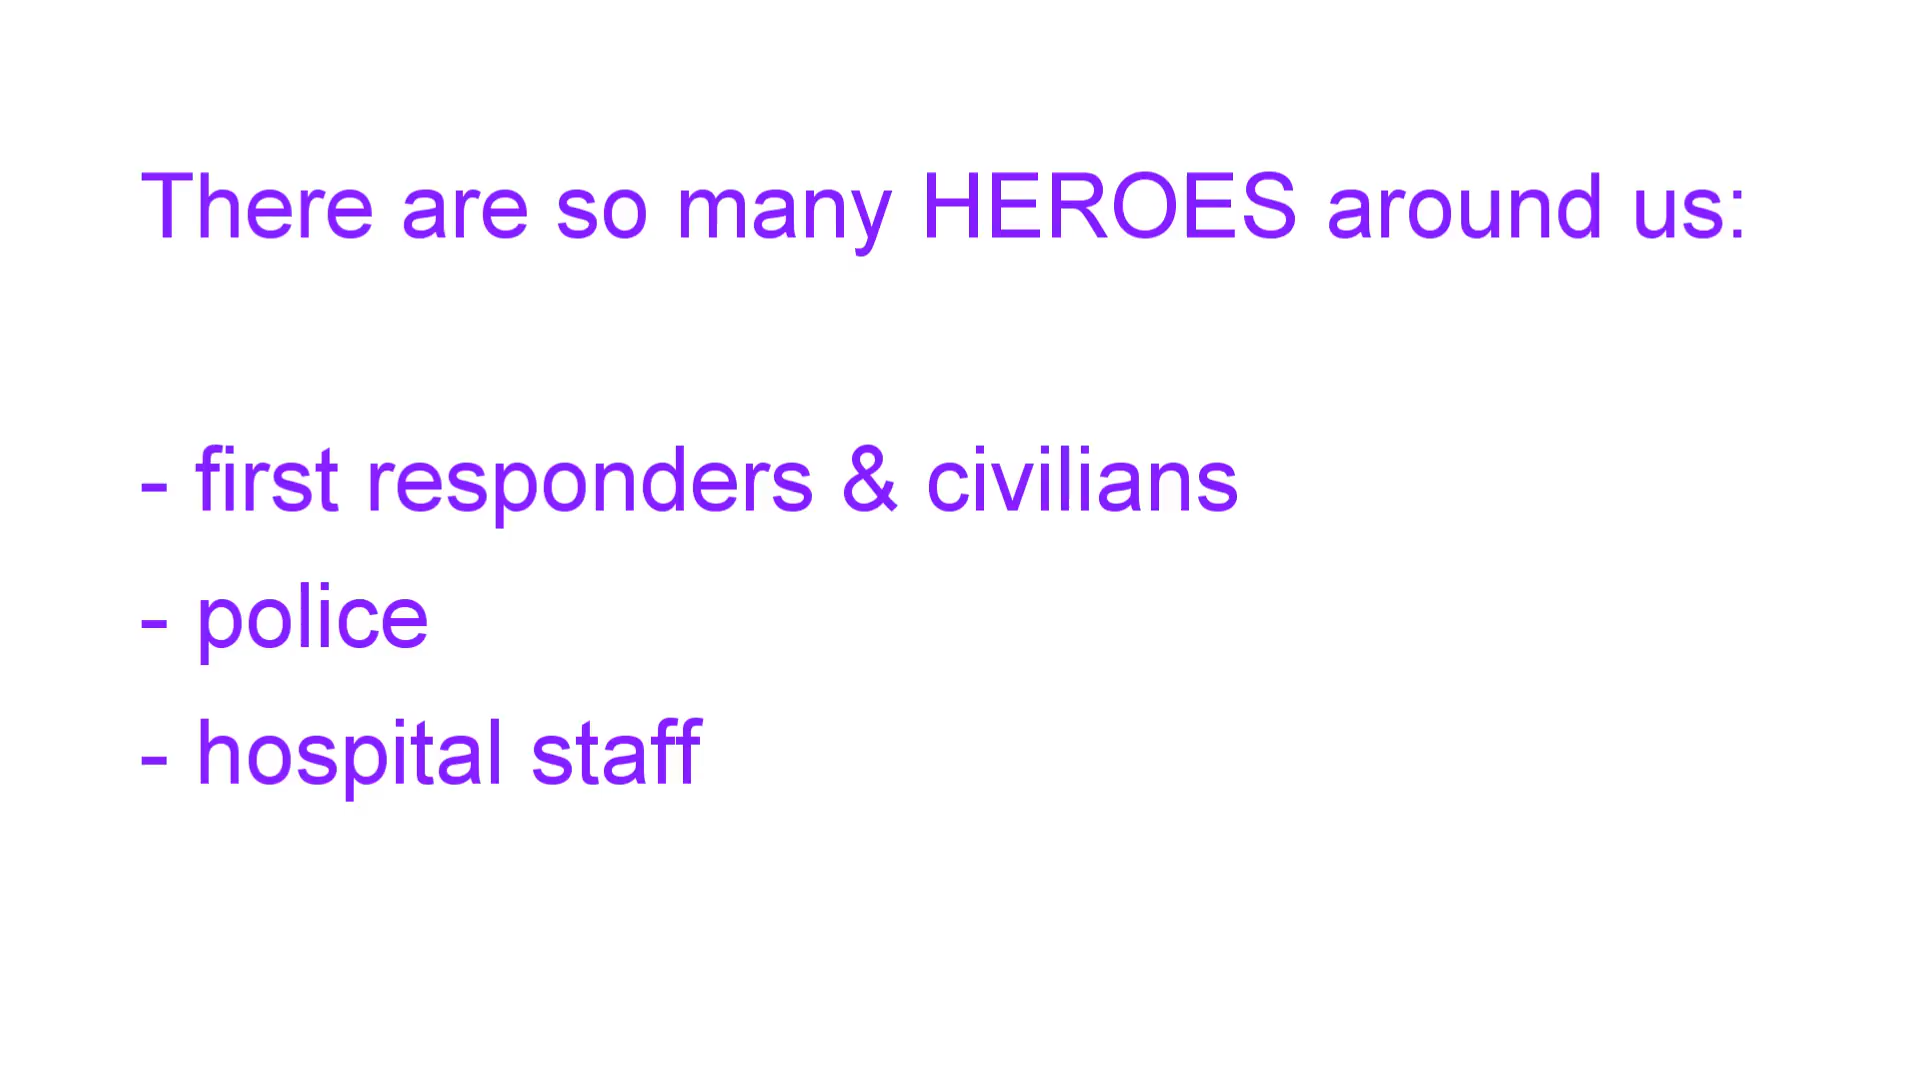 There are so many HEROES around us:
- first responders & civilians
- police
- hospital staff